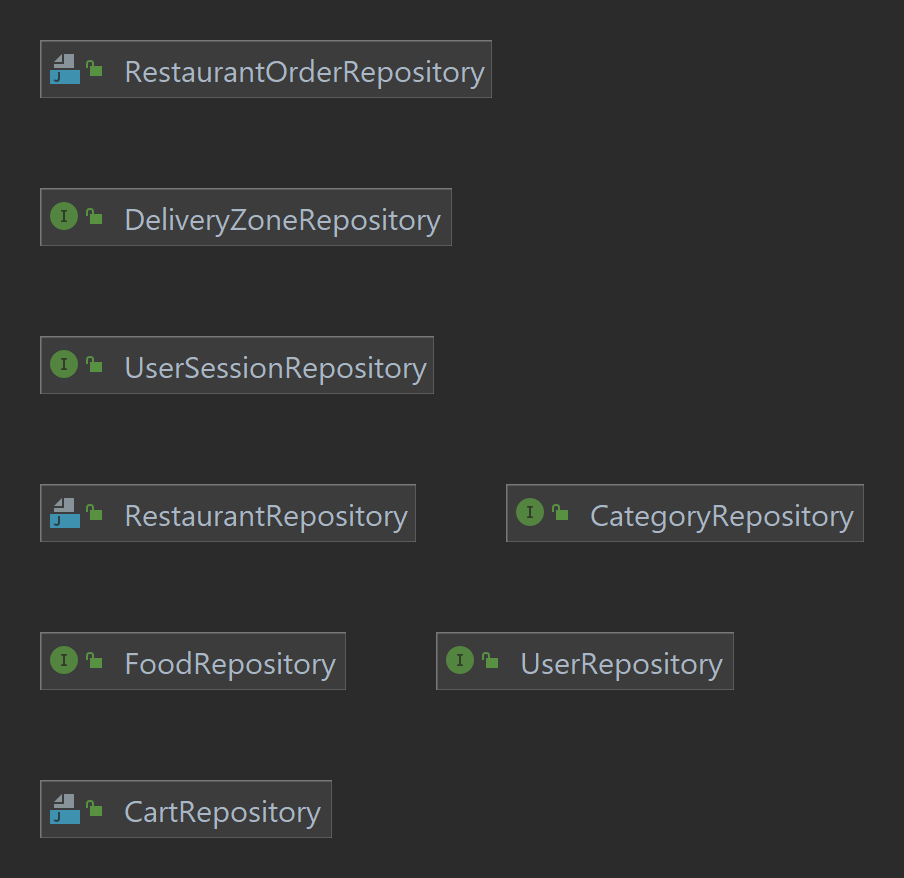 RestaurantOrderRepository
DeliveryZoneRepository
UserSessionRepository
RestaurantRepository
CategoryRepository
FoodRepository
UserRepository
CartRepository